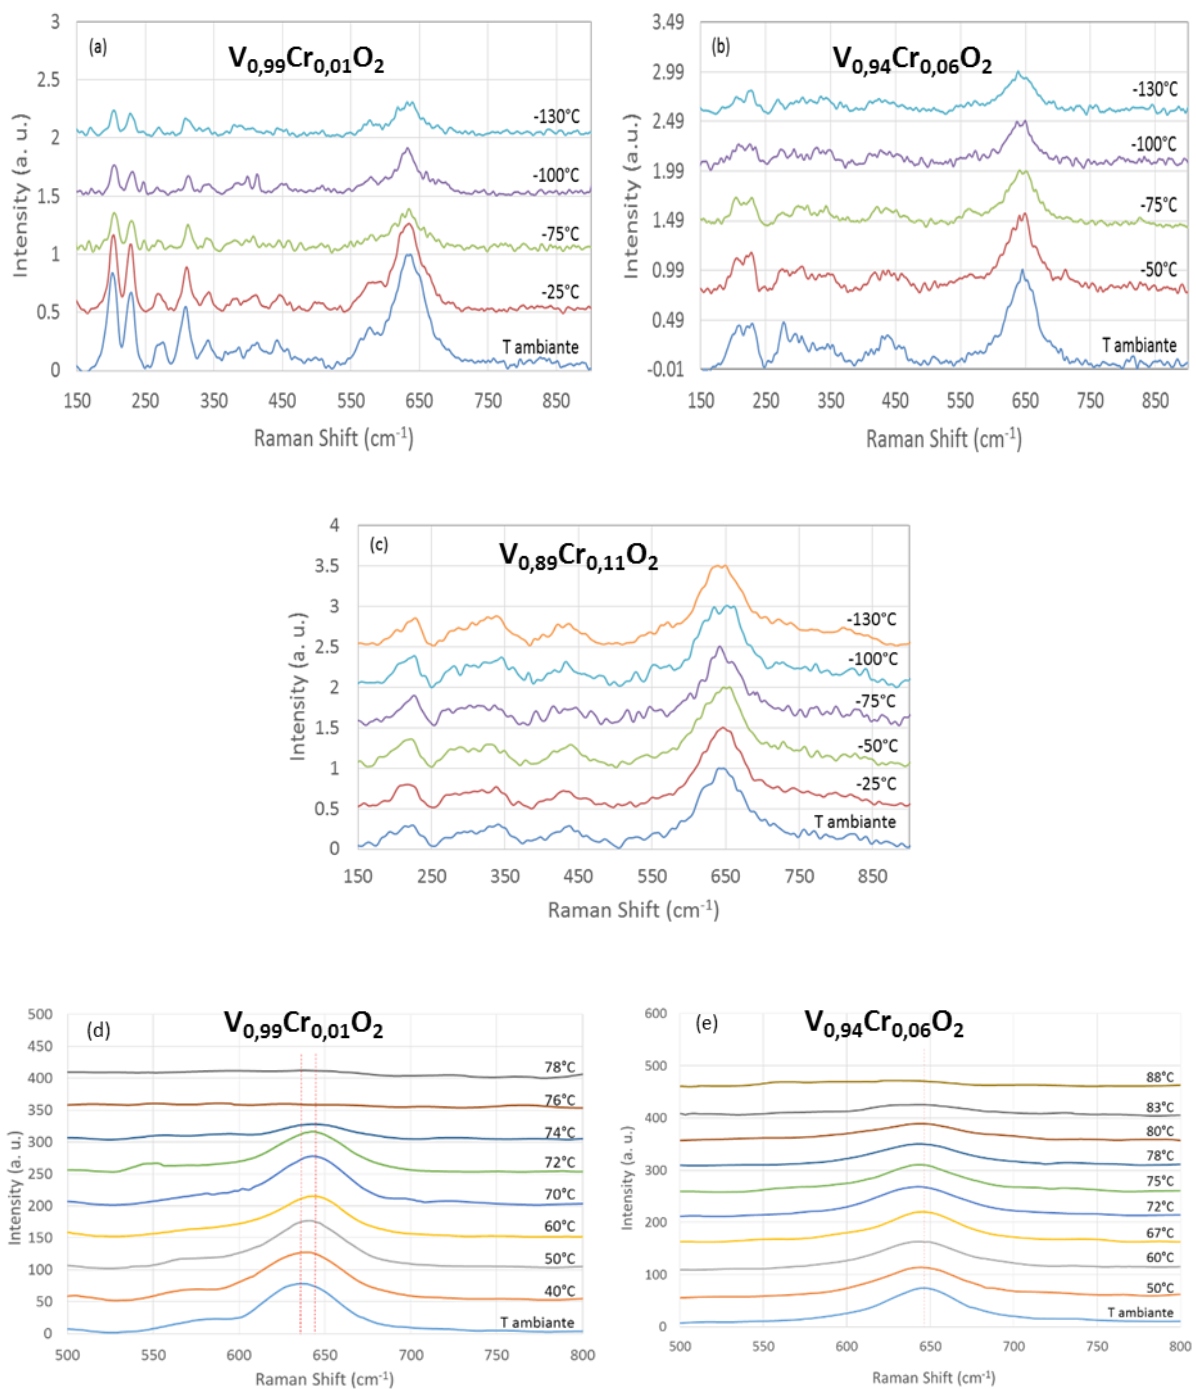 (a)
V0,99Cr0,01O2
3
2.5
2
1.5
1
0.5
0
Intensity (a. u.)
-130°C
-100°C
-75°C
-25°C
T ambiante
150 250 350 450 550 650 750 850
Raman Shift (cm-1)
(b)
V0,94Cr0,06O2
3.49
2.99
2.49
1.99
1.49
0.99
0.49
-0.01
Intensity (a.u.)
-130°C
-100°C
-75°C
-50°C
T ambiante
150 250 350 450 550 650 750 850
Raman Shift (cm-1)
(c)
V0,89Cr0,11O2
4
3.5
3
2.5
2
1.5
1
0.5
0
Intensity (a. u.)
-130°C
-100°C
-75°C
-50°C
-25°C
T ambiante
150 250 350 450 550 650 750 850
Raman Shift (cm-1)
(d)
V0,99Cr0,01O2
500
450
400
350
300
250
200
150
100
50
0
Intensity (a. u.)
78°C
76°C
74°C
72°C
70°C
60°C
50°C
40°C
T ambiante
500 550 600 650 700 750 800
Raman Shift (cm-1)
(e)
V0,94Cr0,06O2
600
500
400
300
200
100
0
Intensity (a. u.)
88°C
83°C
80°C
78°C
75°C
72°C
67°C
60°C
50°C
T ambiante
500 550 600 650 700 750 800
Raman Shift (cm-1)